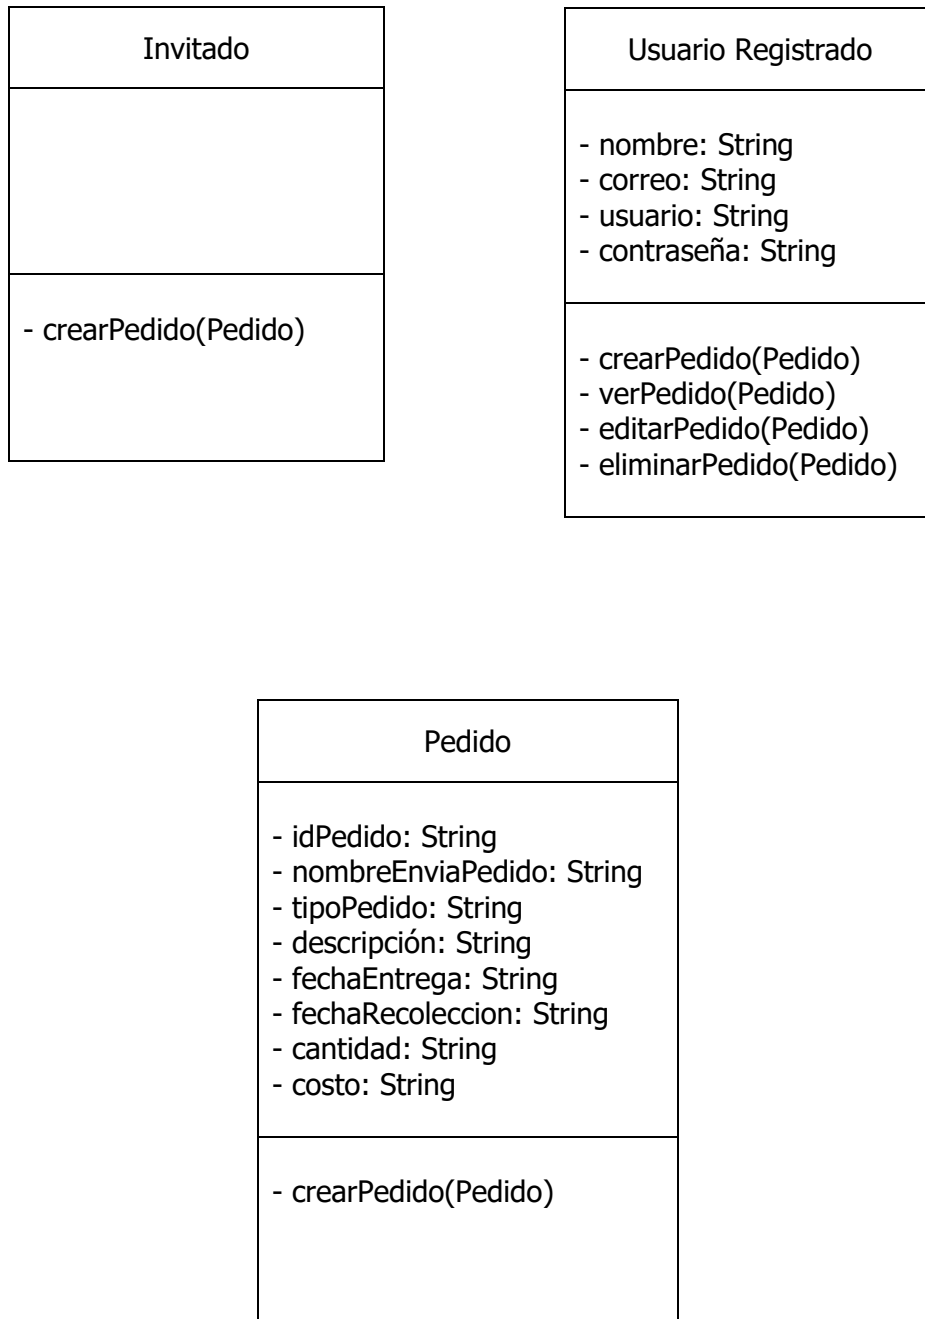 Invitado
- crearPedido(Pedido)
Usuario Registrado
- nombre: String
- correo: String
- usuario: String
- contraseña: String
- crearPedido(Pedido)
- verPedido(Pedido)
- editarPedido(Pedido)
- eliminarPedido(Pedido)
Pedido
- idPedido: String
- nombreEnviaPedido: String
- tipoPedido: String
- descripción: String
- fechaEntrega: String
- fechaRecoleccion: String
- cantidad: String
- costo: String
- crearPedido(Pedido)